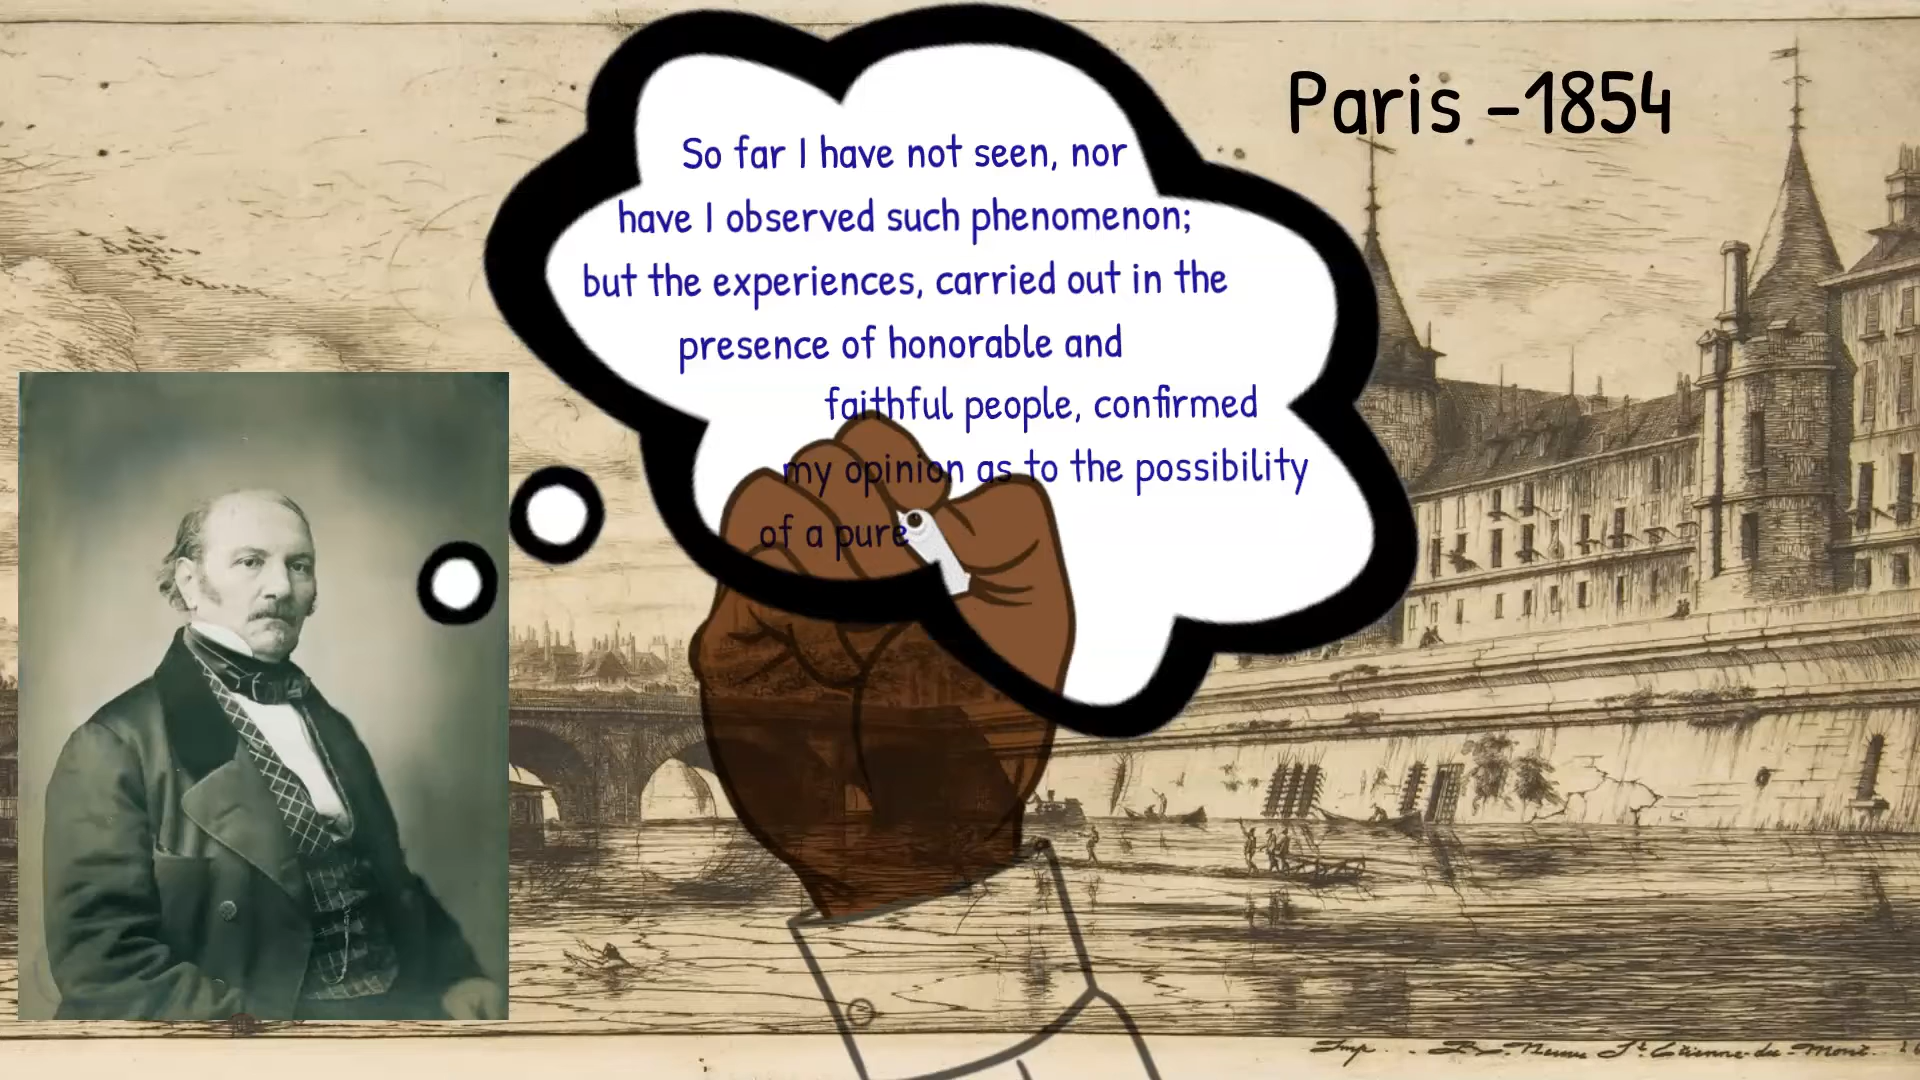 Paris -1854
So far I have not seen, nor
have I observed such phenomenon;
but the experiences, carried out in the
presence of honorable and
faithful people, confirmed
my opinion as to the possibility
of a pure